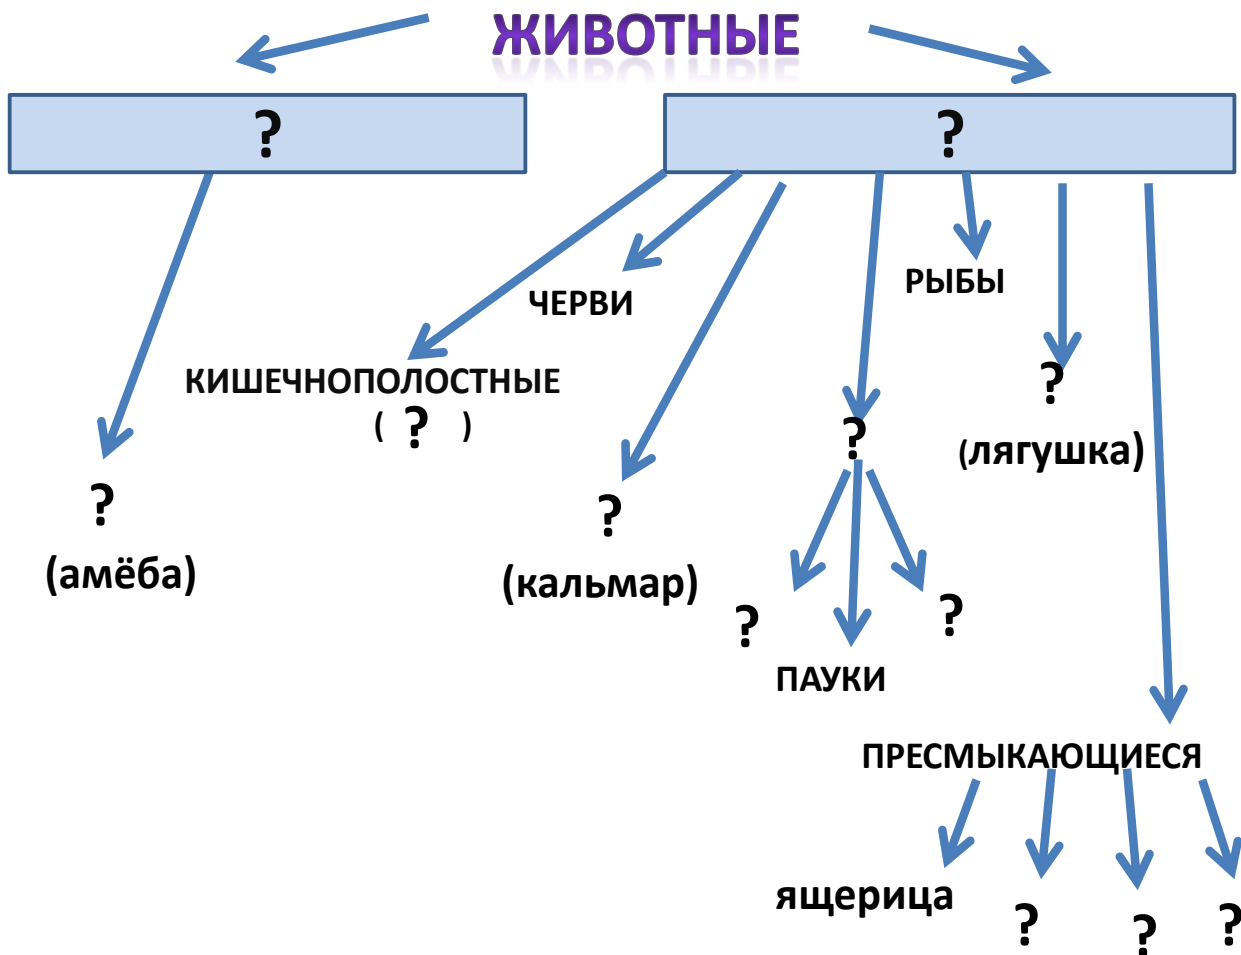 ЖИВОТНЫЕ
?
?
РЫБЫ
ЧЕРВИ
КИШЕЧНОПОЛОСТНЫЕ
( ? )
?
(лягушка)
?
?
(амёба)
?
(кальмар)
?
?
ПАУКИ
ПРЕСМЫКАЮЩИЕСЯ
ящерица
?
?
?